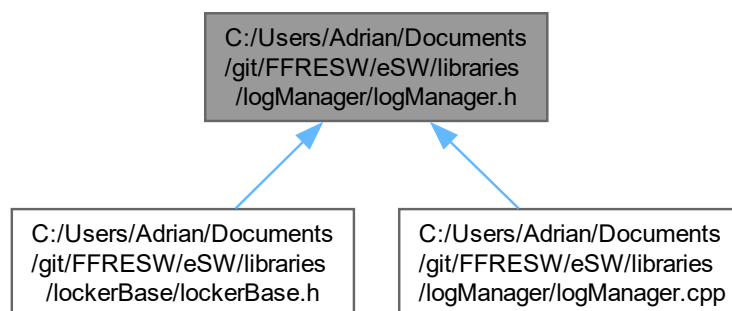 C:/Users/Adrian/Documents
/git/FFRESW/eSW/libraries
/logManager/logManager.h
C:/Users/Adrian/Documents
/git/FFRESW/eSW/libraries
/lockerBase/lockerBase.h
C:/Users/Adrian/Documents
/git/FFRESW/eSW/libraries
/logManager/logManager.cpp